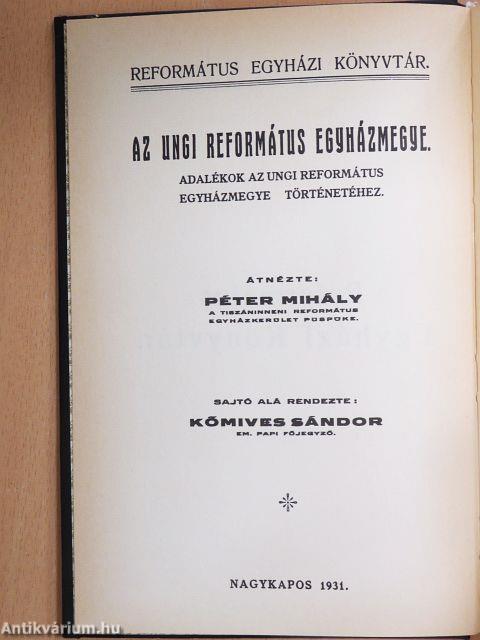 REFORMÁTUS EGYHÁZI KÖNYVTÁR.
AZ UNGI REFORMÁTUS EGYHÁZMEGYE.
ADALÉKOK AZ UNGI REFORMÁTUS
EGYHÁZMEGYE TÖRTÉNETÉHEZ.
ÁTNÉZTE:
PÉTER MIHÁLY
A TISZÁNINNENI REFORMÁTUS
EGYHÁZKERÜLET PÜSPÖKE.
SAJTÓ ALÁ RENDEZTE:
KŐMIVES SÁNDOR
EM. PAPI FŐJEGYZŐ.
NAGYKAPOS 1931.
Antikvárium.hu